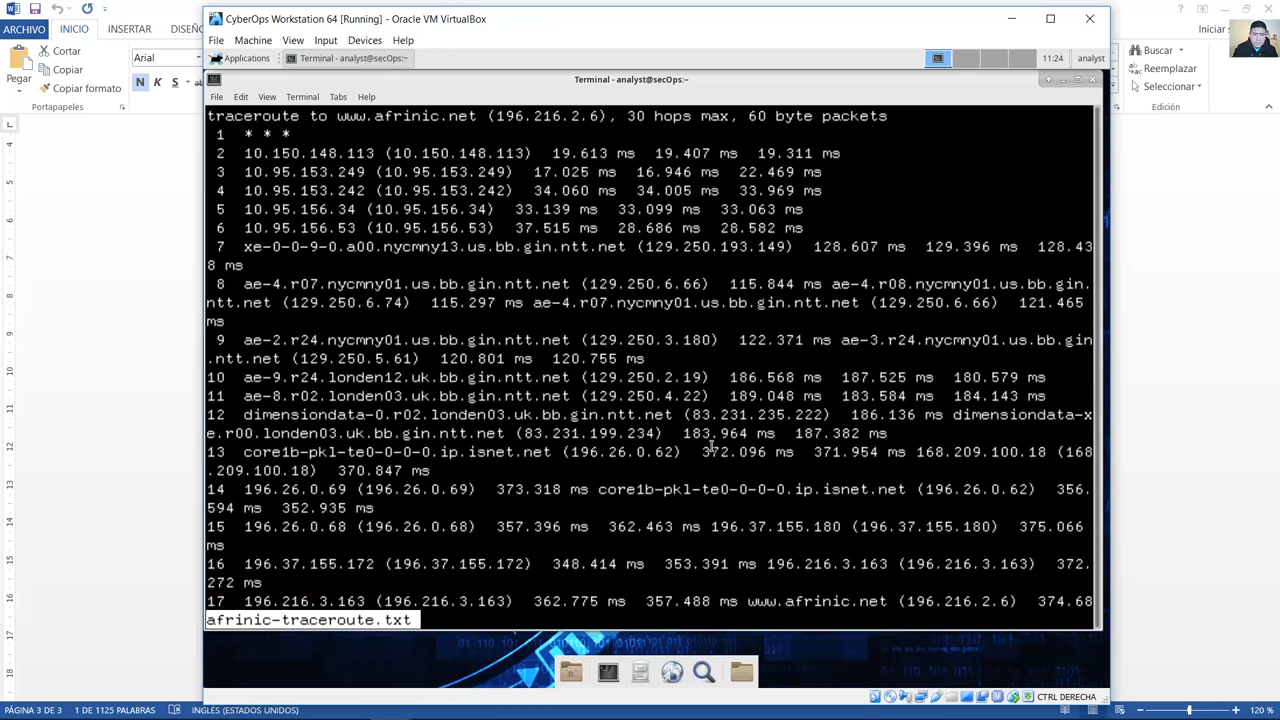 CyberOps Workstation 64 [Running] - Oracle VM VirtualBox
File Machine View Input Devices Help
Applications Terminal - analyst@secOps:~ 11:24 analyst
Terminal - analyst@secOps:~
File Edit View Terminal Tabs Help
traceroute to www.afrinic.net (196.216.2.6), 30 hops max, 60 byte packets
1 * * *
2 10.150.148.113 (10.150.148.113) 19.613 ms 19.407 ms 19.311 ms
3 10.95.153.249 (10.95.153.249) 17.025 ms 16.946 ms 22.469 ms
4 10.95.153.242 (10.95.153.242) 34.060 ms 34.005 ms 33.969 ms
5 10.95.156.34 (10.95.156.34) 33.139 ms 33.099 ms 33.063 ms
6 10.95.156.53 (10.95.156.53) 37.515 ms 28.686 ms 28.582 ms
7 xe-0-0-9-0.a00.nycmny13.us.bb.gin.ntt.net (129.250.193.149) 128.607 ms 129.396 ms 128.43
8 ms
8 ae-4.r07.nycmny01.us.bb.gin.ntt.net (129.250.6.66) 115.844 ms ae-4.r08.nycmny01.us.bb.gin.
ntt.net (129.250.6.74) 115.297 ms ae-4.r07.nycmny01.us.bb.gin.ntt.net (129.250.6.66) 121.465
ms
9 ae-2.r24.nycmny01.us.bb.gin.ntt.net (129.250.3.180) 122.371 ms ae-3.r24.nycmny01.us.bb.gin
.ntt.net (129.250.5.61) 120.801 ms 120.755 ms
10 ae-9.r24.londen12.uk.bb.gin.ntt.net (129.250.2.19) 186.568 ms 187.525 ms 180.579 ms
11 ae-8.r02.londen03.uk.bb.gin.ntt.net (129.250.4.22) 189.048 ms 183.584 ms 184.143 ms
12 dimensiondata-0.r02.londen03.uk.bb.gin.ntt.net (83.231.235.222) 186.136 ms dimensiondata-x
e.r00.londen03.uk.bb.gin.ntt.net (83.231.199.234) 183.964 ms 187.382 ms
13 core1b-pkl-te0-0-0-0.ip.isnet.net (196.26.0.62) 372.096 ms 371.954 ms 168.209.100.18 (168
.209.100.18) 370.847 ms
14 196.26.0.69 (196.26.0.69) 373.318 ms core1b-pkl-te0-0-0-0.ip.isnet.net (196.26.0.62) 356.
594 ms 352.935 ms
15 196.26.0.68 (196.26.0.68) 357.396 ms 362.463 ms 196.37.155.180 (196.37.155.180) 375.066
ms
16 196.37.155.172 (196.37.155.172) 348.414 ms 353.391 ms 196.216.3.163 (196.216.3.163) 372.
272 ms
17 196.216.3.163 (196.216.3.163) 362.775 ms 357.488 ms www.afrinic.net (196.216.2.6) 374.68
afrinic-traceroute.txt
CTRL DERECHA
ARCHIVO INICIO INSERTAR DISEÑ
Iniciar
Pegar
Cortar
Copiar
Copiar formato
Portapapeles
Arial
N K S
Buscar
Reemplazar
Seleccionar
Edición
4
5
6
7
8
9
10
11
12
13
14
15
16
17
18
PÁGINA 3 DE 3 1 DE 1125 PALABRAS INGLÉS (ESTADOS UNIDOS) 120 %